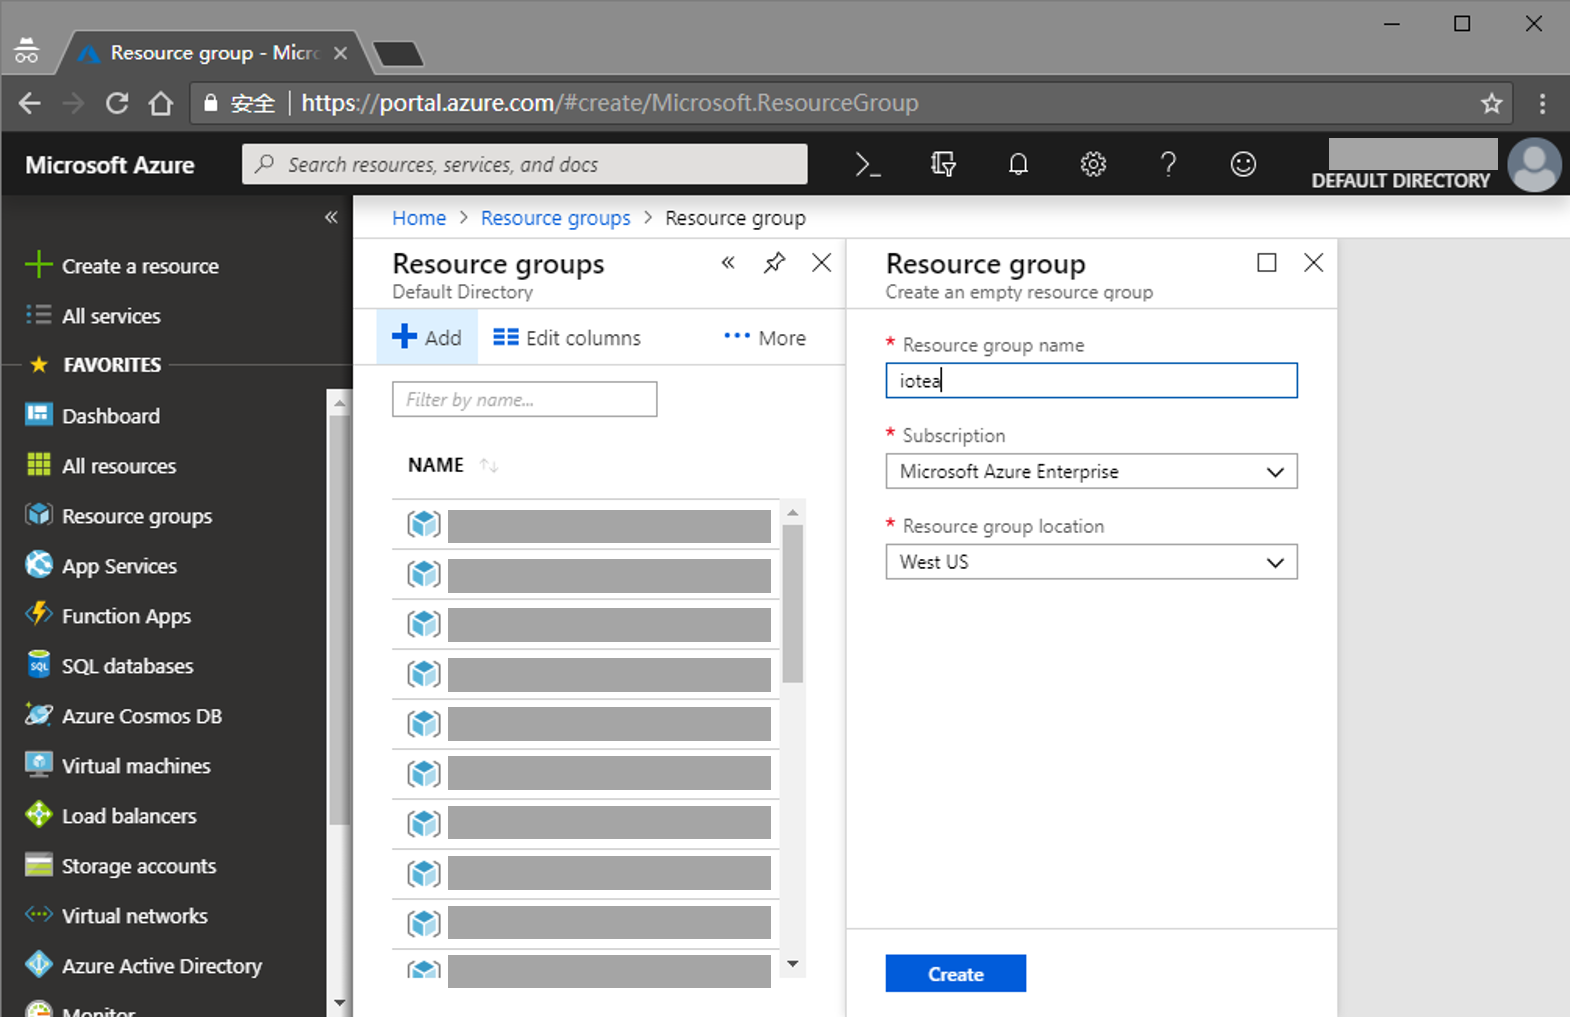 Resource group - Micro
安全
https://portal.azure.com/#create/Microsoft.ResourceGroup
Microsoft Azure
Search resources, services, and docs
DEFAULT DIRECTORY
Create a resource
All services
FAVORITES
Dashboard
All resources
Resource groups
App Services
Function Apps
SQL
SQL databases
Azure Cosmos DB
Virtual machines
Load balancers
Storage accounts
Virtual networks
Azure Active Directory
Monitor
Home > Resource groups > Resource group
Resource groups
Default Directory
Add
Edit columns
More
Filter by name...
NAME
Resource group
Create an empty resource group
* Resource group name
iotea
* Subscription
Microsoft Azure Enterprise
* Resource group location
West US
Create